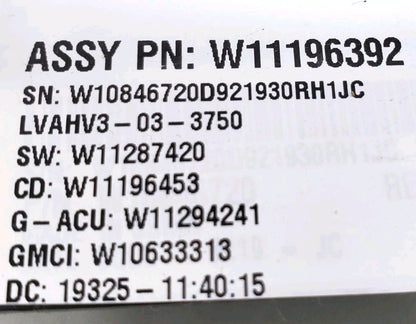 ASSY PN: W11196392
SN: W10846720D921930RH1JC
LVAHV3-03-3750
SW: W11287420
CD: W11196453
G-ACU: W11294241
GMCI: W10633313
DC: 19325-11:40:15